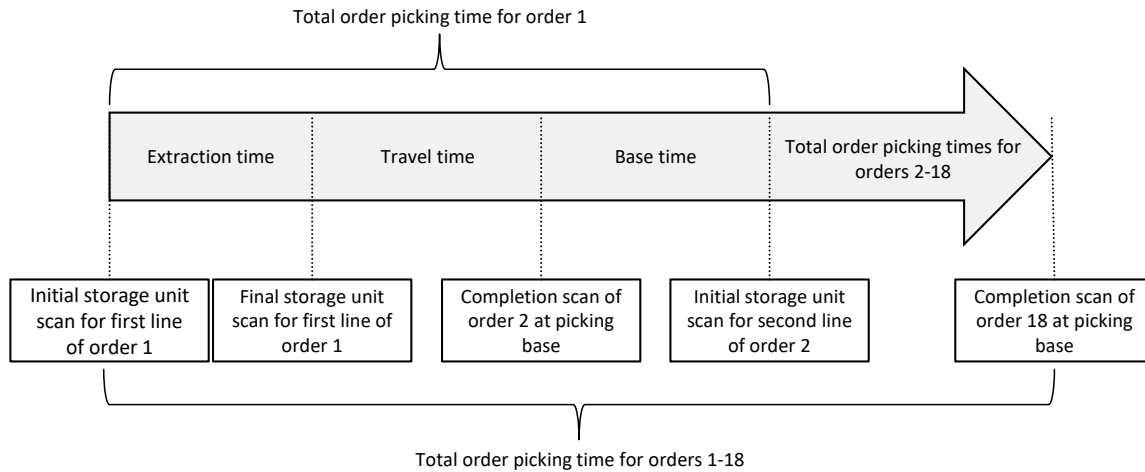 Total order picking time for order 1
Extraction time
Travel time
Base time
Total order picking times for
orders 2-18
Initial storage unit
scan for first line
of order 1
Final storage unit
scan for first line of
order 1
Completion scan of
order 2 at picking
base
Initial storage unit
scan for second line
of order 2
Completion scan of
order 18 at picking
base
Total order picking time for orders 1-18